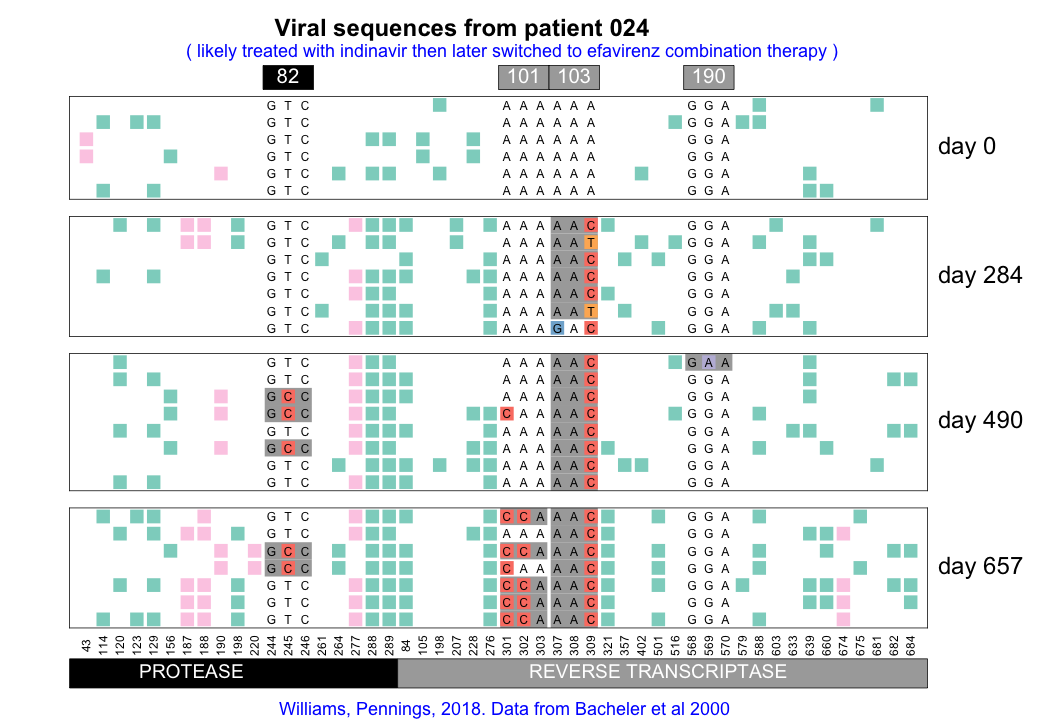 Viral sequences from patient 024
( likely treated with indinavir then later switched to efavirenz combination therapy )
82 101 103 190
G T C A A A A A A G G A
G T C A A A A A A G G A
G T C A A A A A A G G A
G T C A A A A A A G G A
G T C A A A A A A G G A
G T C A A A A A A G G A
day 0
G T C A A A A A C G G A
G T C A A A A A T G G A
G T C A A A A A C G G A
G T C A A A A A C G G A
G T C A A A A A C G G A
G T C A A A A A T G G A
G T C A A A G A C G G A
day 284
G T C A A A A A C G A A
G T C A A A A A C G G A
G C C A A A A A C G G A
G C C C A A A A C G G A
G T C A A A A A C G G A
G C C A A A A A C G G A
G T C A A A A A C G G A
G T C A A A A A C G G A
day 490
G T C C C A A A C G G A
G T C A A A A A C G G A
G C C C C A A A C G G A
G C C C A A A A C G G A
G T C C C A A A C G G A
G T C C C A A A C G G A
G T C C C A A A C G G A
day 657
43 114 120 123 129 156 187 188 190 198 220 244 245 246 261 264 277 288 289 84 105 198 207 228 276 301 302 303 307 308 309 321 357 402 501 516 568 569 570 579 588 603 633 639 660 674 675 681 682 684
PROTEASE REVERSE TRANSCRIPTASE
Williams, Pennings, 2018. Data from Bacheler et al 2000